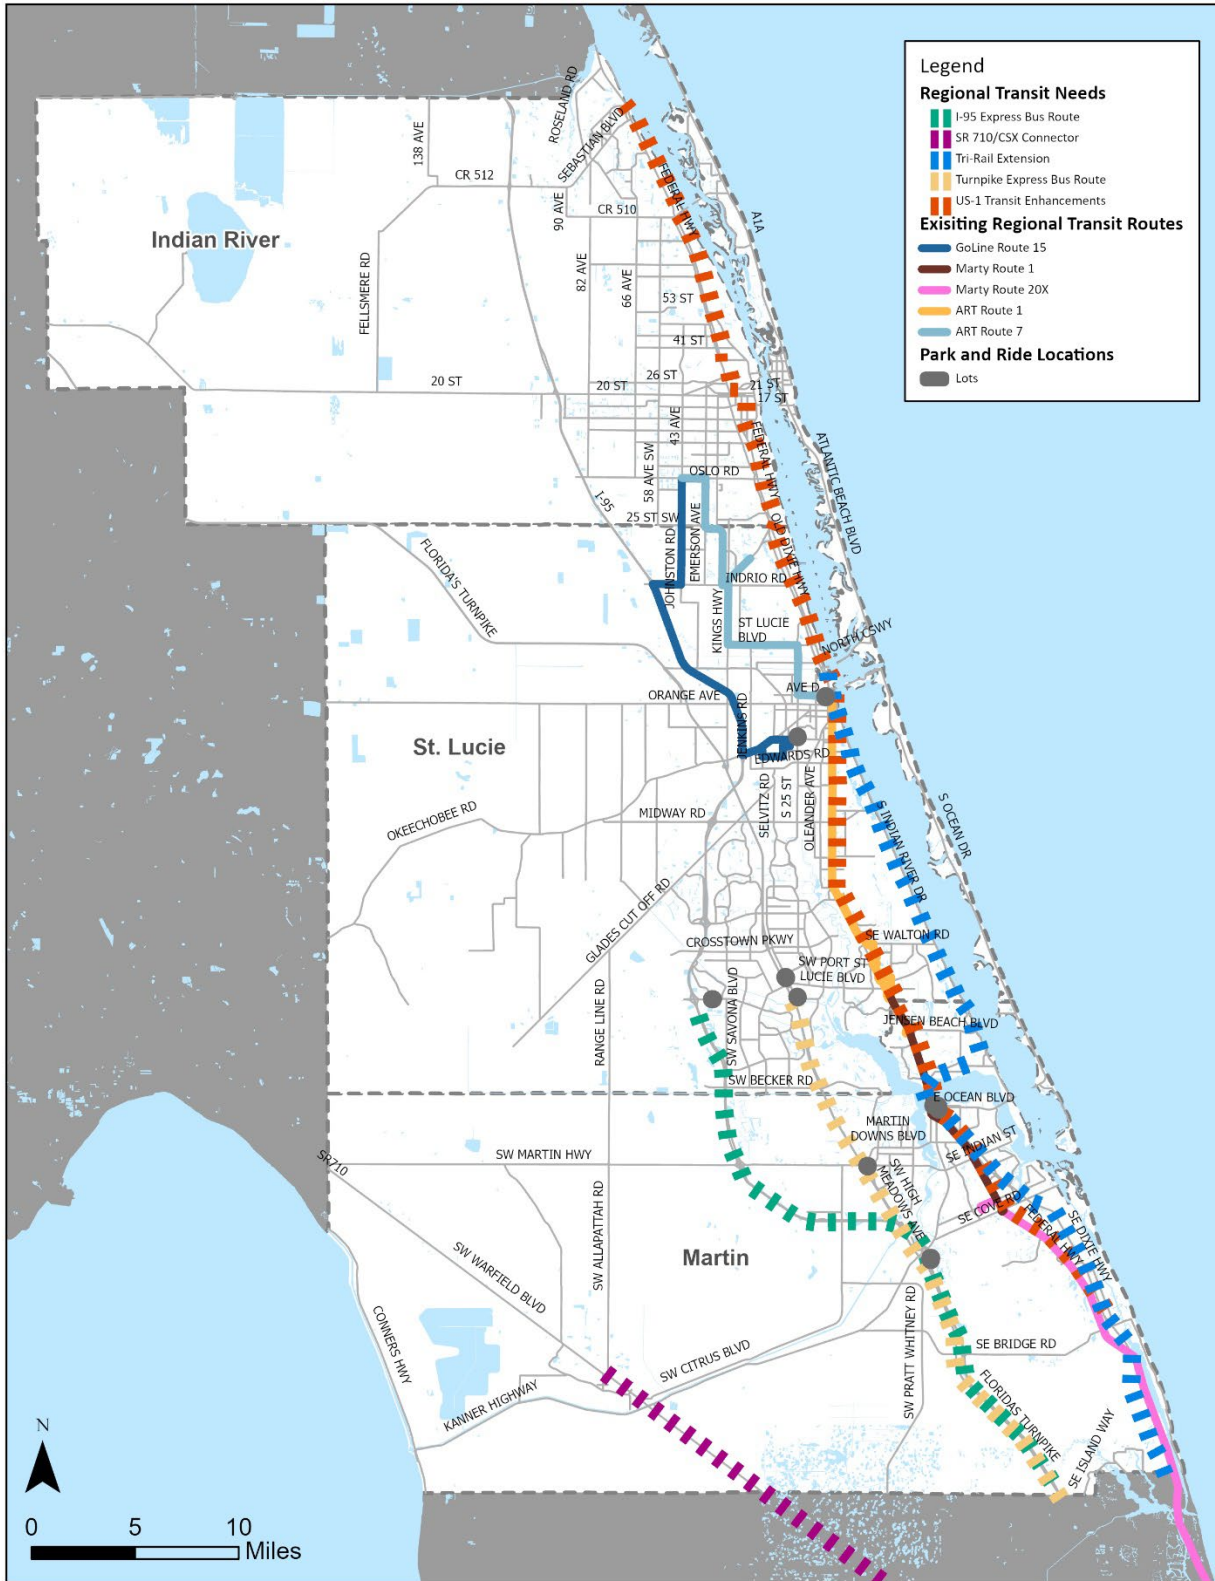 Legend
Regional Transit Needs
I-95 Express Bus Route
SR 710/CSX Connector
Tri-Rail Extension
Turnpike Express Bus Route
US-1 Transit Enhancements
Exisiting Regional Transit Routes
GoLine Route 15
Marty Route 1
Marty Route 20X
ART Route 1
ART Route 7
Park and Ride Locations
Lots
ROSELAND RD
SEBASTIAN BLVD
138 AVE
CR 512
90 AVE
CR 510
FEDERAL HWY
A1A
Indian River
FELLSMERE RD
82 AVE
66 AVE
53 ST
41 ST
26 ST
20 ST
20 ST
21 ST
17 ST
43 AVE
58 AVE SW
FEDERAL HWY
ATLANTIC BEACH BLVD
OSLO RD
I-95
25 ST SW
OLD DIXIE HWY
JOHNSTON RD
EMERSON AVE
FLORIDA'S TURNPIKE
INDRIO RD
KINGS HWY
ST LUCIE
BLVD
NORTH CSWY
AVE D
ORANGE AVE
JENKINS RD
St. Lucie
EDWARDS RD
SELVITZ RD
S 25 ST
OLEANDER AVE
MIDWAY RD
OKEECHOBEE RD
S INDIAN RIVER DR
S OCEAN DR
GLADES CUT OFF RD
CROSSTOWN PKWY
SE WALTON RD
SW PORT ST
LUCIE BLVD
RANGE LINE RD
SW SAVONA BLVD
JENSEN BEACH BLVD
SW BECKER RD
E OCEAN BLVD
MARTIN
DOWNS BLVD
SE INDIAN ST
SR710
SW MARTIN HWY
SW HIGH
MEADOWS AVE
SE COVE RD
FEDERAL HWY
SE DIXIE HWY
SW ALLAPATTAH RD
Martin
SW WARFIELD BLVD
CONNERS HWY
SW PRATT WHITNEY RD
SE BRIDGE RD
SW CITRUS BLVD
KANNER HIGHWAY
FLORIDAS TURNPIKE
SE ISLAND WAY
N
0 5 10
Miles